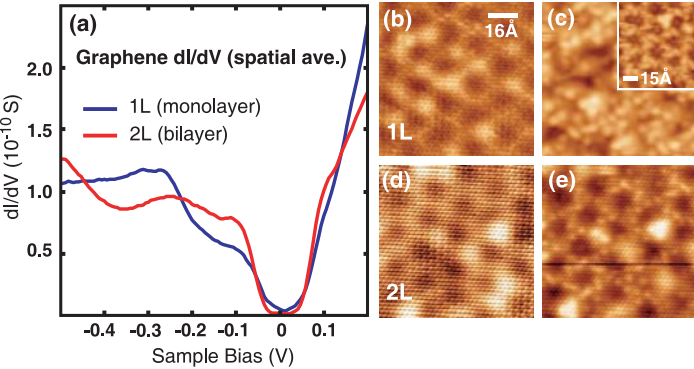 (a)
Graphene dI/dV (spatial ave.)
1L (monolayer)
2L (bilayer)
dI/dV (10⁻¹⁰ S)
2.0
1.5
1.0
0.5
-0.4
-0.3
-0.2
-0.1
0
0.1
Sample Bias (V)
(b)
16Å
1L
(c)
15Å
(d)
2L
(e)